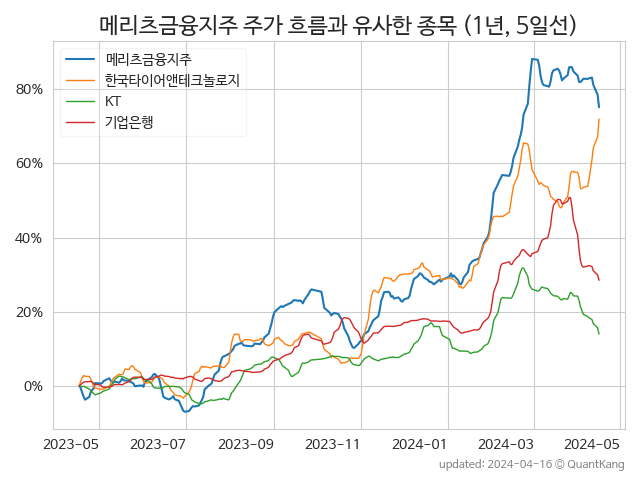 메리츠금융지주 주가 흐름과 유사한 종목 (1년, 5일선)
메리츠금융지주
한국타이어앤테크놀로지
KT
기업은행
80%
60%
40%
20%
0%
2023-05 2023-07 2023-09 2023-11 2024-01 2024-03 2024-05
updated: 2024-04-16 © QuantKang